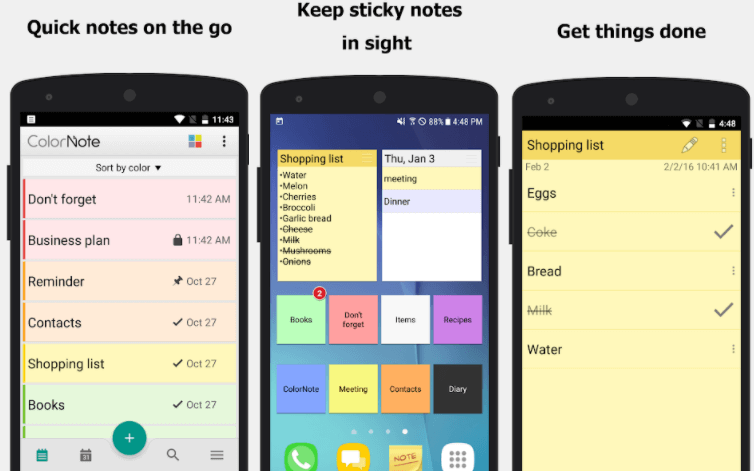 Quick notes on the go
11:43
ColorNote
Sort by color
Don't forget 11:42 AM
Business plan 11:42 AM
Reminder Oct 27
Contacts Oct 27
Shopping list Oct 27
Books Oct 27
31
Keep sticky notes
in sight
88% 4:48 PM
Shopping list
•Water
•Melon
•Cherries
•Broccoli
•Garlic bread
•Cheese
•Milk
•Mushrooms
•Onions
Thu, Jan 3
meeting
Dinner
2
Books
Don't
forget
Items
Recipes
ColorNote
Meeting
Contacts
Diary
NOTE
Get things done
4:48
Shopping list
Feb 2 2/2/16 10:41 AM
Eggs
Coke
Bread
Milk
Water